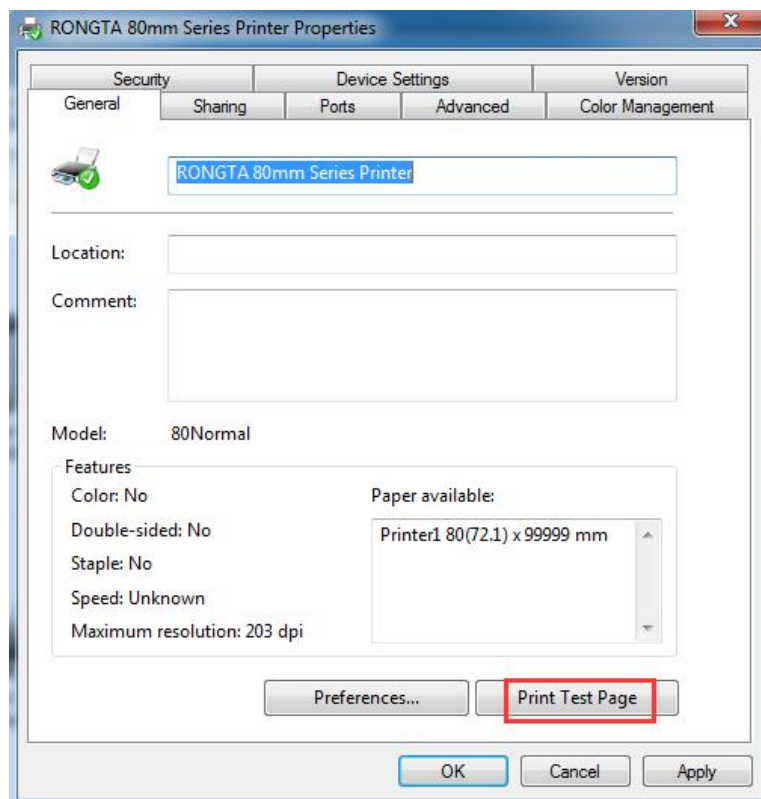 RONGTA 80mm Series Printer Properties
Security Device Settings Version
General Sharing Ports Advanced Color Management
RONGTA 80mm Series Printer
Location:
Comment:
Model: 80Normal
Features
Color: No
Paper available:
Double-sided: No
Printer1 80(72.1) x 99999 mm
Staple: No
Speed: Unknown
Maximum resolution: 203 dpi
Preferences... Print Test Page
OK Cancel Apply